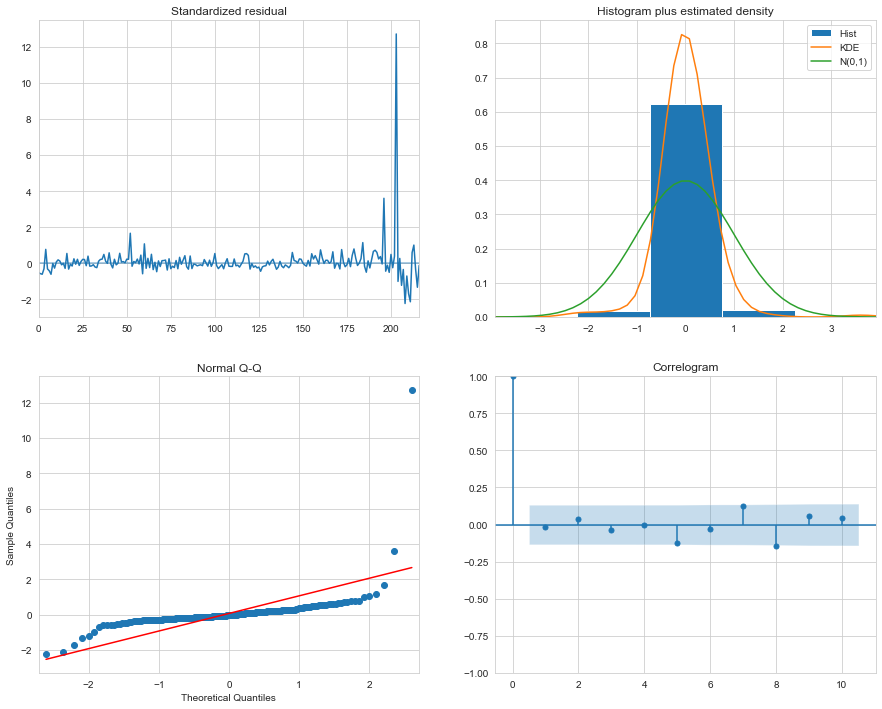 Standardized residual
12
10
8
6
4
2
0
−2
0 25 50 75 100 125 150 175 200
Histogram plus estimated density
Hist
KDE
N(0,1)
0.8
0.7
0.6
0.5
0.4
0.3
0.2
0.1
0.0
−3 −2 −1 0 1 2 3
Normal Q-Q
Sample Quantiles
12
10
8
6
4
2
0
−2
−2 −1 0 1 2
Theoretical Quantiles
Correlogram
1.00
0.75
0.50
0.25
0.00
−0.25
−0.50
−0.75
−1.00
0 2 4 6 8 10